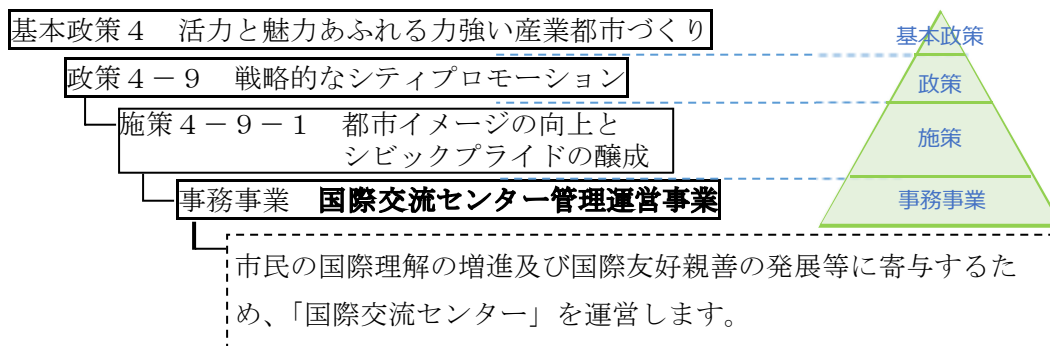 基本政策４　活力と魅力あふれる力強い産業都市づくり
政策４－９　戦略的なシティプロモーション
施策４－９－１　都市イメージの向上と
シビックプライドの醸成
事務事業　国際交流センター管理運営事業
市民の国際理解の増進及び国際友好親善の発展等に寄与するた
め、「国際交流センター」を運営します。
基本政策
政策
施策
事務事業